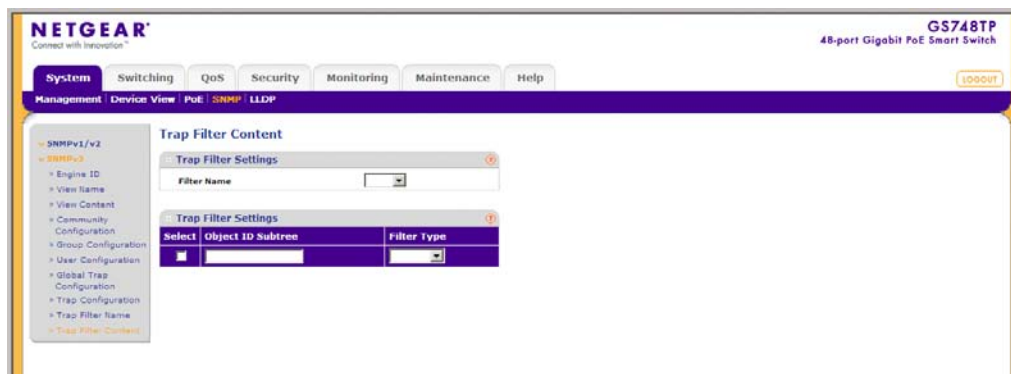 NETGEAR
Connect with Innovation™
GS748TP
48-port Gigabit PoE Smart Switch
System Switching QoS Security Monitoring Maintenance Help
LOGOUT
Management Device View PoE SNMP LLDP
SNMPv1/v2
SNMPv3
Engine ID
View Name
View Content
Community
Configuration
Group Configuration
User Configuration
Global Trap
Configuration
Trap Configuration
Trap Filter Name
Trap Filter Content
Trap Filter Content
Trap Filter Settings
Filter Name
Trap Filter Settings
Select Object ID Subtree Filter Type